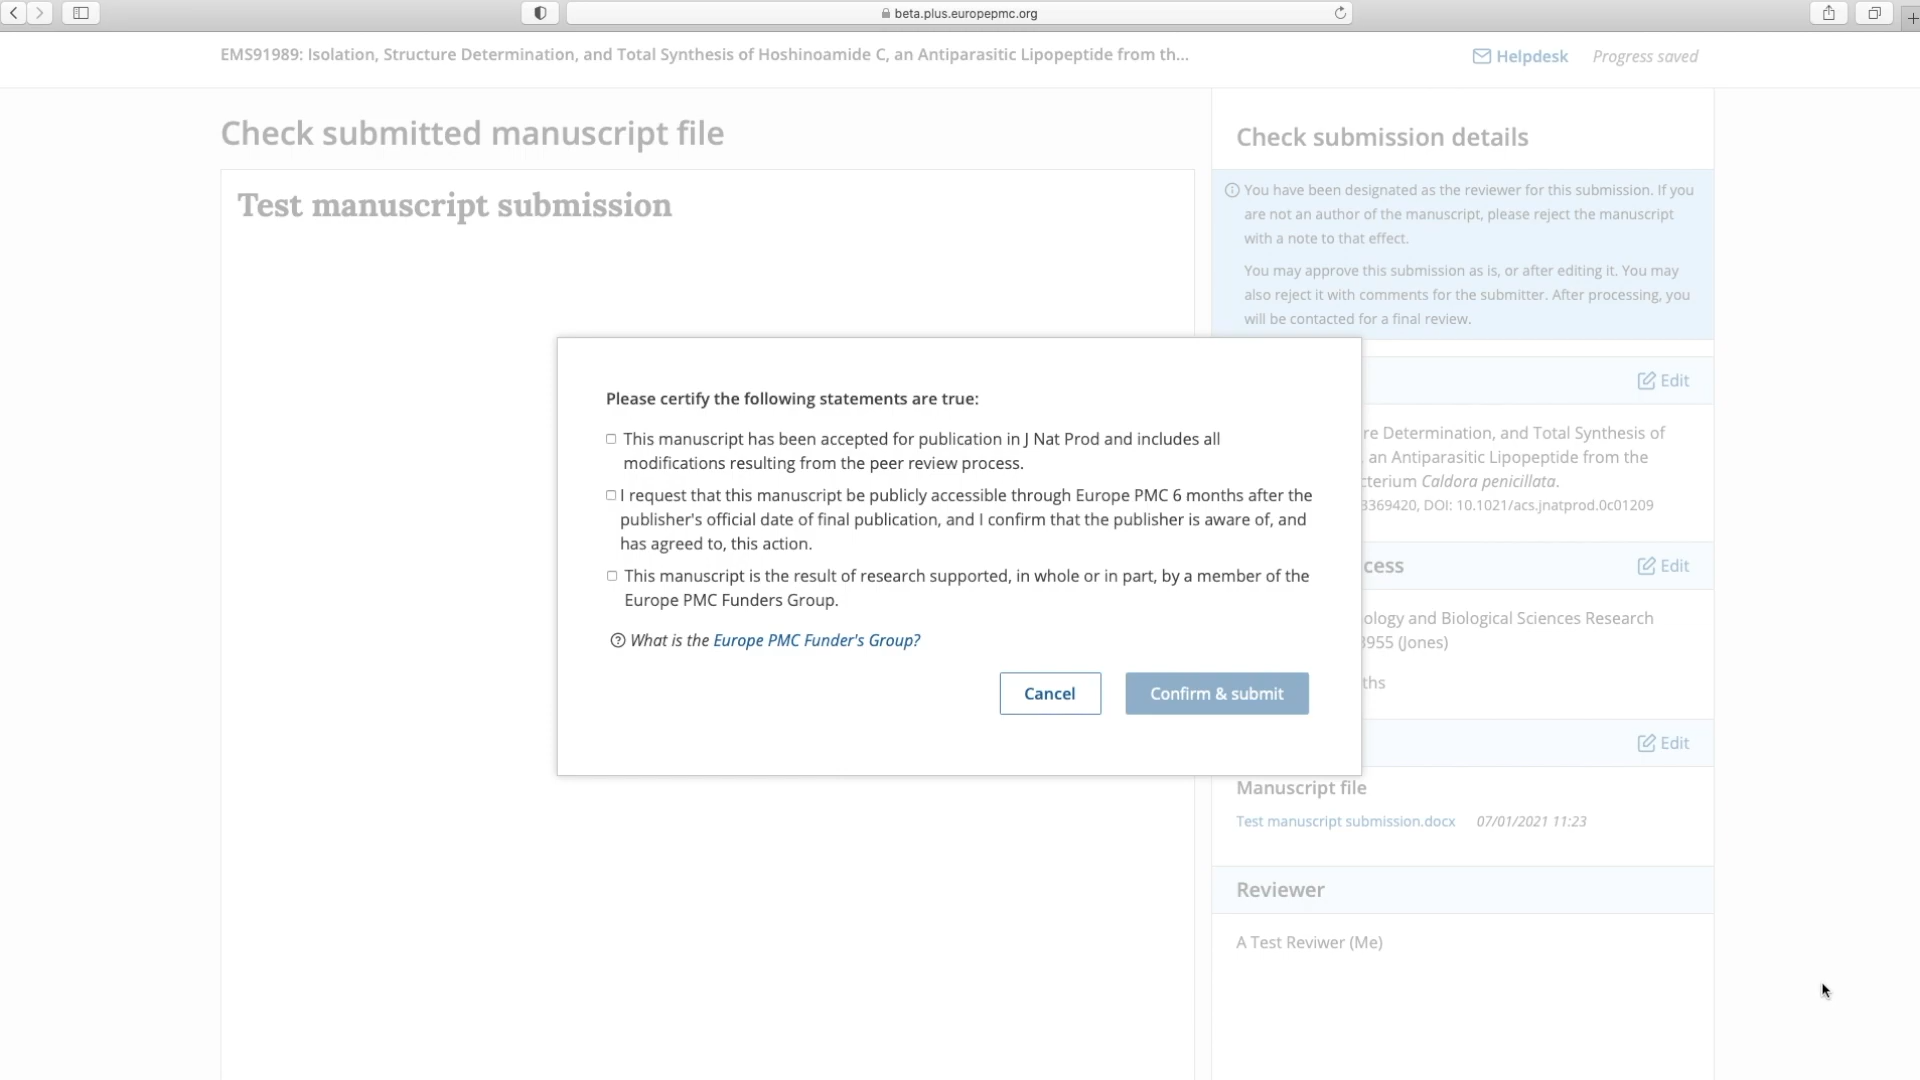 beta.plus.europepmc.org
EMS91989: Isolation, Structure Determination, and Total Synthesis of Hoshinoamide C, an Antiparasitic Lipopeptide from th...
Helpdesk
Progress saved
Check submitted manuscript file
Test manuscript submission
Check submission details
You have been designated as the reviewer for this submission. If you
are not an author of the manuscript, please reject the manuscript
with a note to that effect.
You may approve this submission as is, or after editing it. You may
also reject it with comments for the submitter. After processing, you
will be contacted for a final review.
Please certify the following statements are true:
This manuscript has been accepted for publication in J Nat Prod and includes all
modifications resulting from the peer review process.
I request that this manuscript be publicly accessible through Europe PMC 6 months after the
publisher's official date of final publication, and I confirm that the publisher is aware of, and
has agreed to, this action.
This manuscript is the result of research supported, in whole or in part, by a member of the
Europe PMC Funders Group.
What is the Europe PMC Funder's Group?
Cancel
Confirm & submit
Edit
re Determination, and Total Synthesis of
, an Antiparasitic Lipopeptide from the
cterium Caldora penicillata.
3369420, DOI: 10.1021/acs.jnatprod.0c01209
cess
Edit
ology and Biological Sciences Research
3955 (Jones)
ths
Edit
Manuscript file
Test manuscript submission.docx 07/01/2021 11:23
Reviewer
A Test Reviwer (Me)